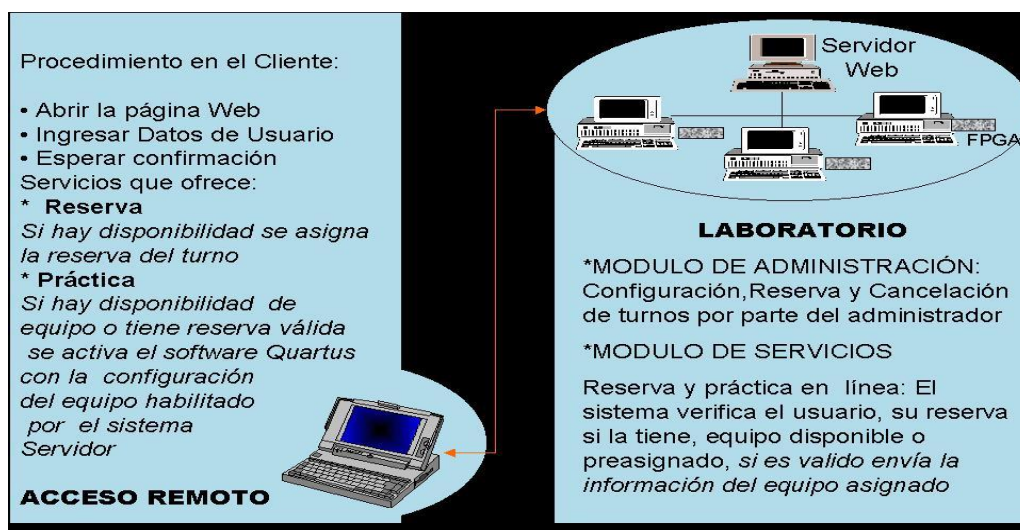 Procedimiento en el Cliente:
• Abrir la página Web
• Ingresar Datos de Usuario
• Esperar confirmación
Servicios que ofrece:
* Reserva
Si hay disponibilidad se asigna
la reserva del turno
* Práctica
Si hay disponibilidad de
equipo o tiene reserva válida
se activa el software Quartus
con la configuración
del equipo habilitado
por el sistema
Servidor
ACCESO REMOTO
Servidor
Web
FPGA
LABORATORIO
*MODULO DE ADMINISTRACIÓN:
Configuración,Reserva y Cancelación
de turnos por parte del administrador
*MODULO DE SERVICIOS
Reserva y práctica en línea: El
sistema verifica el usuario, su reserva
si la tiene, equipo disponible o
preasignado, si es valido envía la
información del equipo asignado